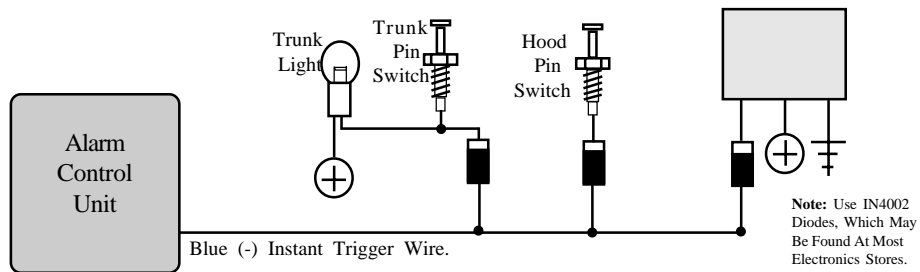 Trunk
Light
Trunk
Pin
Switch
Hood
Pin
Switch
Alarm
Control
Unit
Blue (-) Instant Trigger Wire.
Note: Use IN4002
Diodes, Which May
Be Found At Most
Electronics Stores.